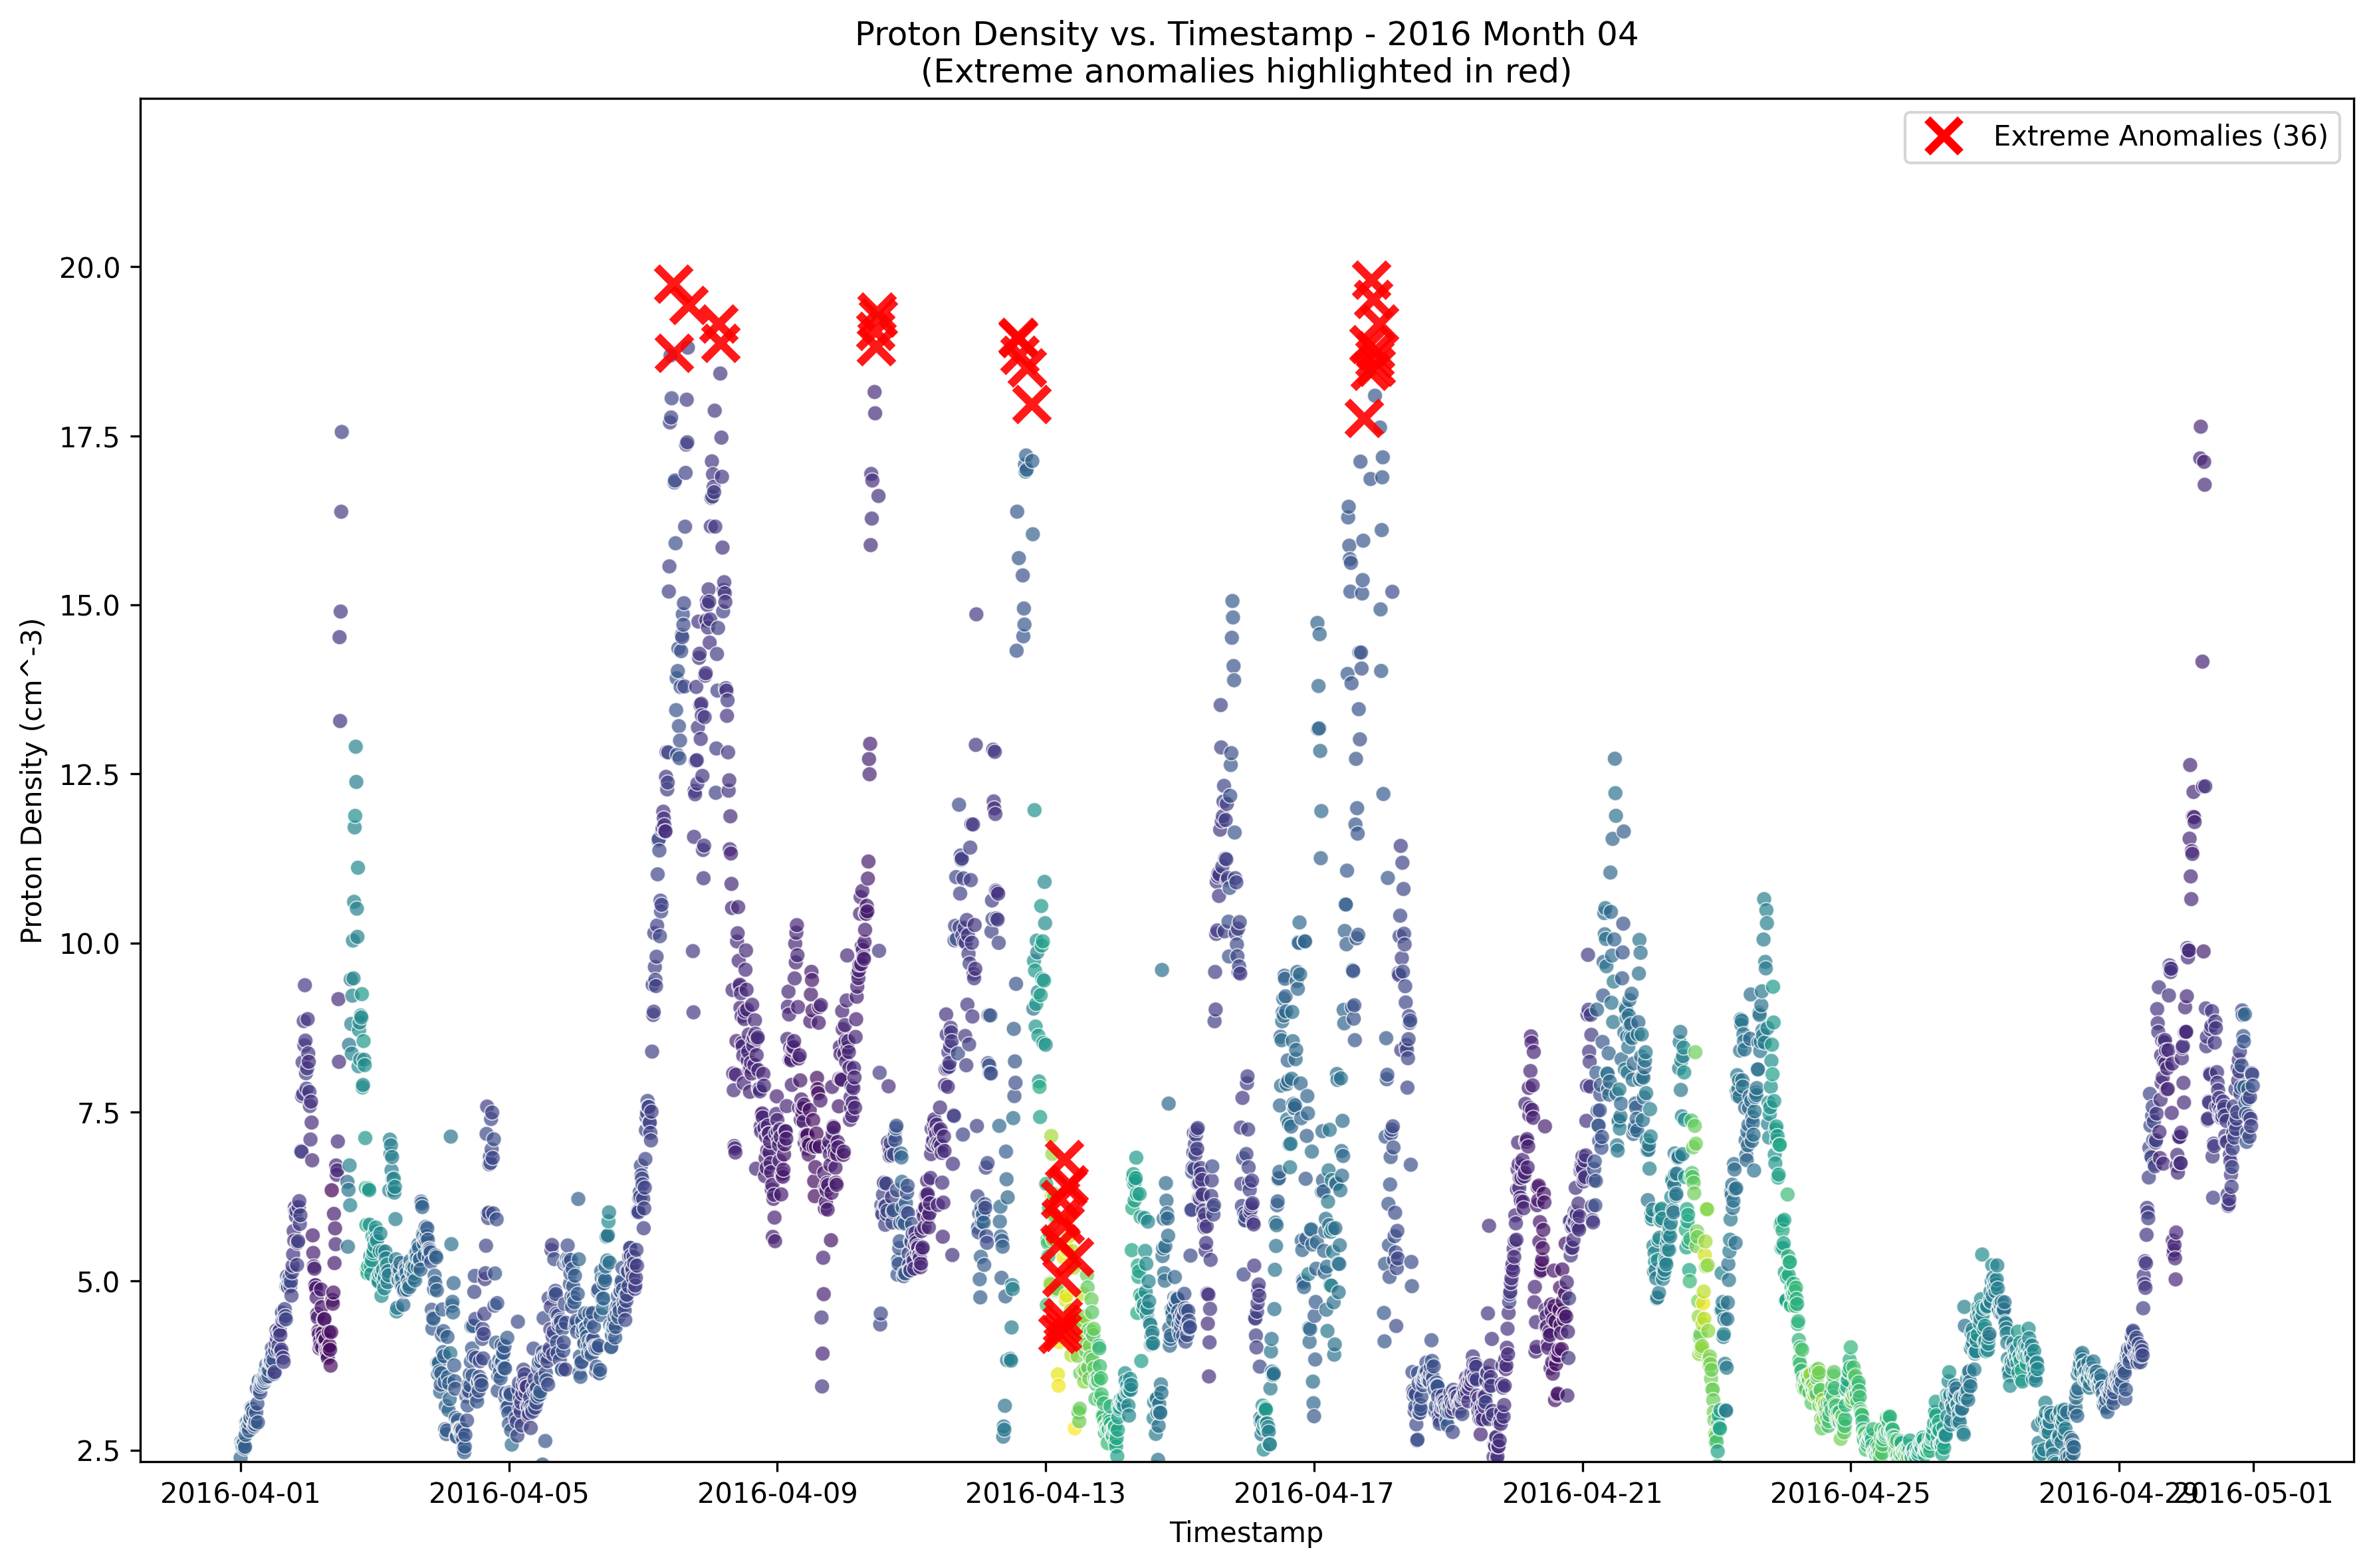 Proton Density vs. Timestamp - 2016 Month 04
(Extreme anomalies highlighted in red)
Extreme Anomalies (36)
20.0
17.5
15.0
12.5
10.0
7.5
5.0
2.5
Proton Density (cm^-3)
2016-04-01 2016-04-05 2016-04-09 2016-04-13 2016-04-17 2016-04-21 2016-04-25 2016-04-29 2016-05-01
Timestamp